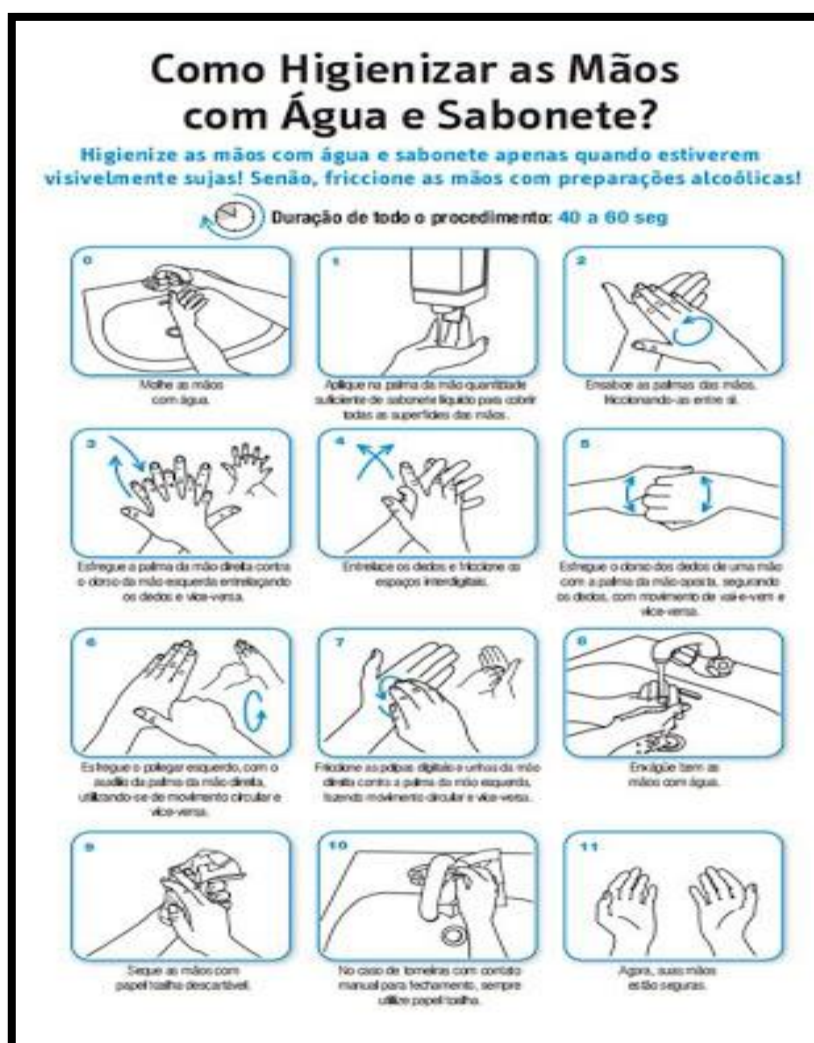 Como Higienizar as Mãos
com Água e Sabonete?
Higienize as mãos com água e sabonete apenas quando estiverem
visivelmente sujas! Senão, friccione as mãos com preparações alcoólicas!
Duração de todo o procedimento: 40 a 60 seg
0
Molhe as mãos
com água.
1
Aplique na palma da mão quantidade
suficiente de sabonete líquido para cobrir
todas as superfícies das mãos.
2
Ensaboe as palmas das mãos,
friccionando-as entre si.
3
Esfregue a palma da mão direita contra
o dorso da mão esquerda entrelaçando
os dedos e vice-versa.
4
Entrelace os dedos e friccione os
espaços interdigitais.
5
Esfregue o dorso dos dedos de uma mão
com a palma da mão oposta, segurando
os dedos, com movimento de vai-e-vem e
vice-versa.
6
Esfregue o polegar esquerdo, com o
auxílio da palma da mão direita,
utilizando-se de movimento circular e
vice-versa.
7
Friccione as polpas digitais e unhas da mão
direita contra a palma da mão esquerda,
fazendo movimento circular e vice-versa.
8
Enxágüe bem as
mãos com água.
9
Seque as mãos com
papel toalha descartável.
10
No caso de torneiras com contato
manual para fechamento, sempre
utilize papel toalha.
11
Agora, suas mãos
estão seguras.